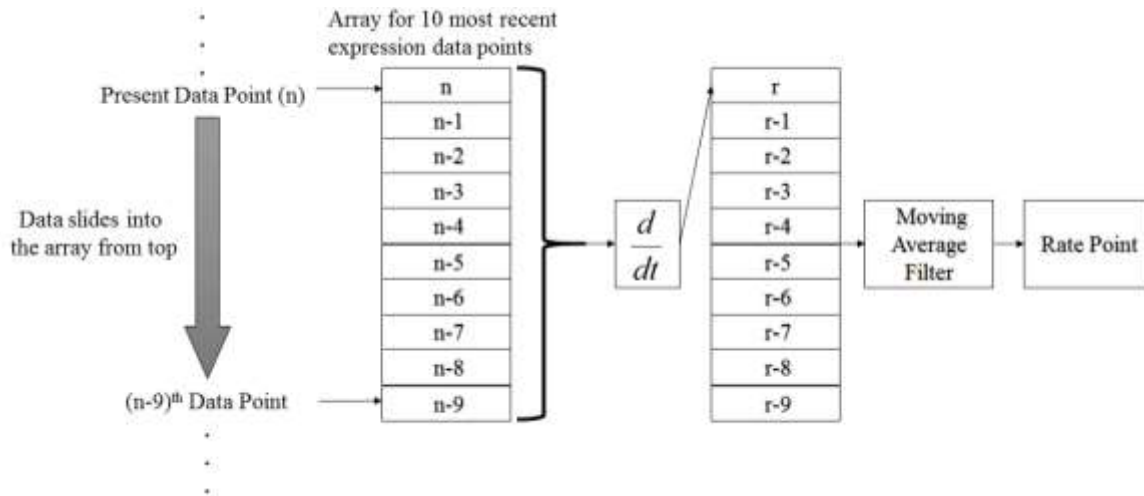 Array for 10 most recent
expression data points
Present Data Point (n)
n
n-1
n-2
n-3
n-4
n-5
n-6
n-7
n-8
n-9
Data slides into
the array from top
(n-9)th Data Point
d
dt
r
r-1
r-2
r-3
r-4
r-5
r-6
r-7
r-8
r-9
Moving
Average
Filter
Rate Point